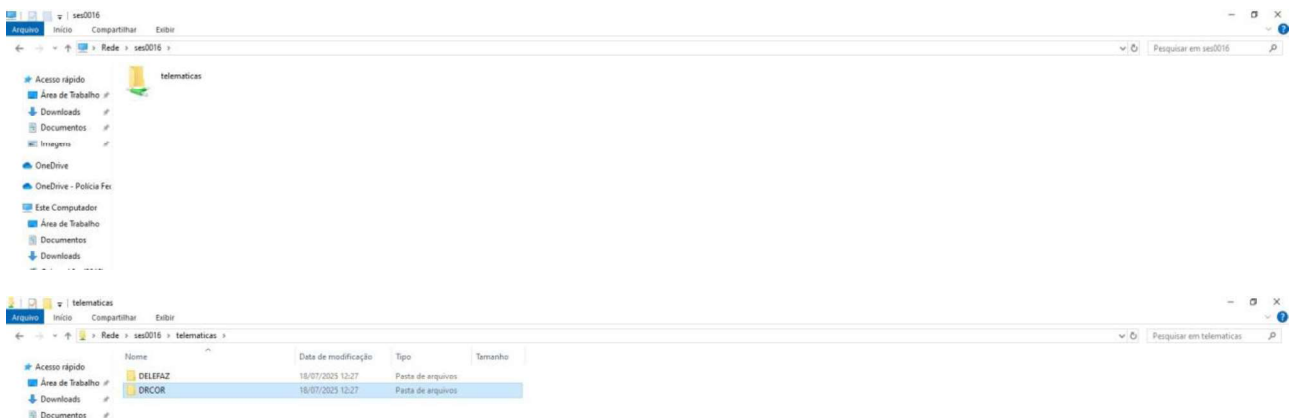 ses0016
Arquivo Início Compartilhar Exibir
Rede › ses0016 ›
Pesquisar em ses0016
Acesso rápido
Área de Trabalho
Downloads
Documentos
Imagens
OneDrive
OneDrive - Polícia Fec
Este Computador
Área de Trabalho
Documentos
Downloads
telematicas
telematicas
Arquivo Início Compartilhar Exibir
Rede › ses0016 › telematicas ›
Pesquisar em telematicas
Acesso rápido
Área de Trabalho
Downloads
Documentos
Nome Data de modificação Tipo Tamanho
DELEFAZ 18/07/2025 12:27 Pasta de arquivos
DRCOR 18/07/2025 12:27 Pasta de arquivos